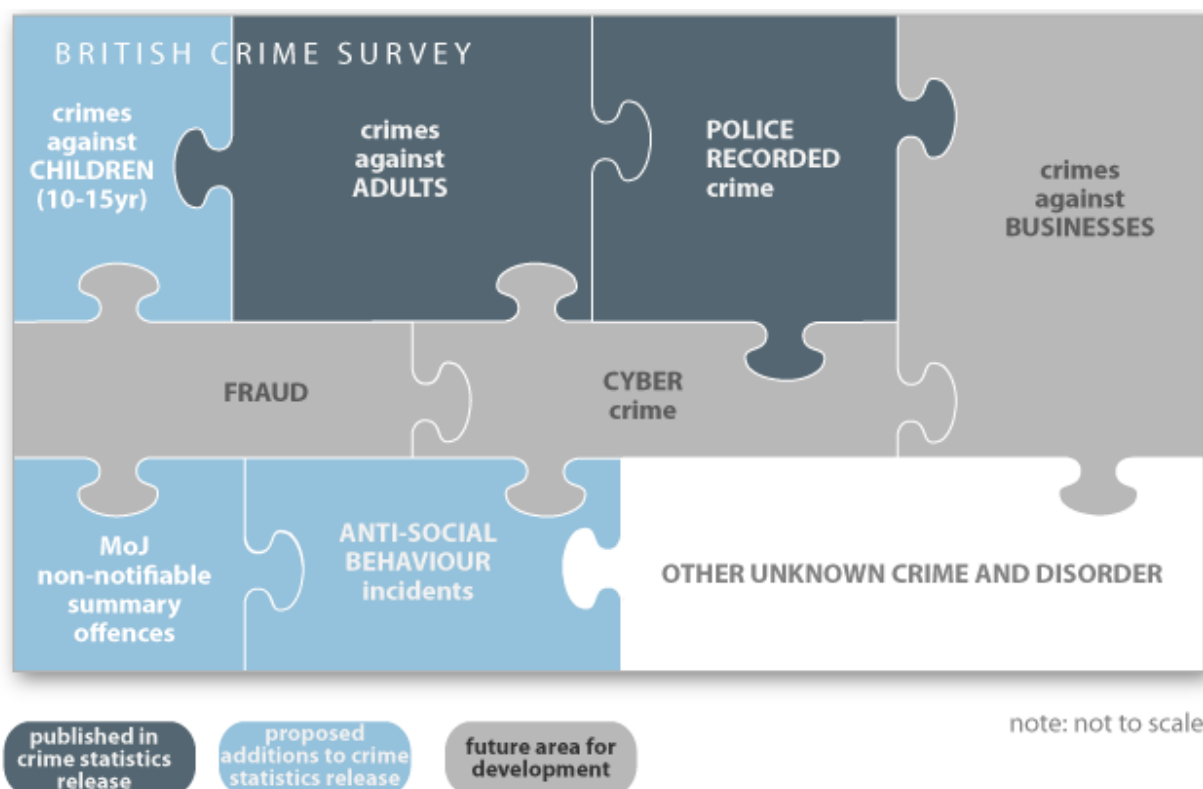 BRITISH CRIME SURVEY
crimes
against
CHILDREN
(10-15yr)
crimes
against
ADULTS
POLICE
RECORDED
crime
crimes
against
BUSINESSES
FRAUD
CYBER
crime
MoJ
non-notifiable
summary
offences
ANTI-SOCIAL
BEHAVIOUR
incidents
OTHER UNKNOWN CRIME AND DISORDER
published in
crime statistics
release
proposed
additions to crime
statistics release
future area for
development
note: not to scale